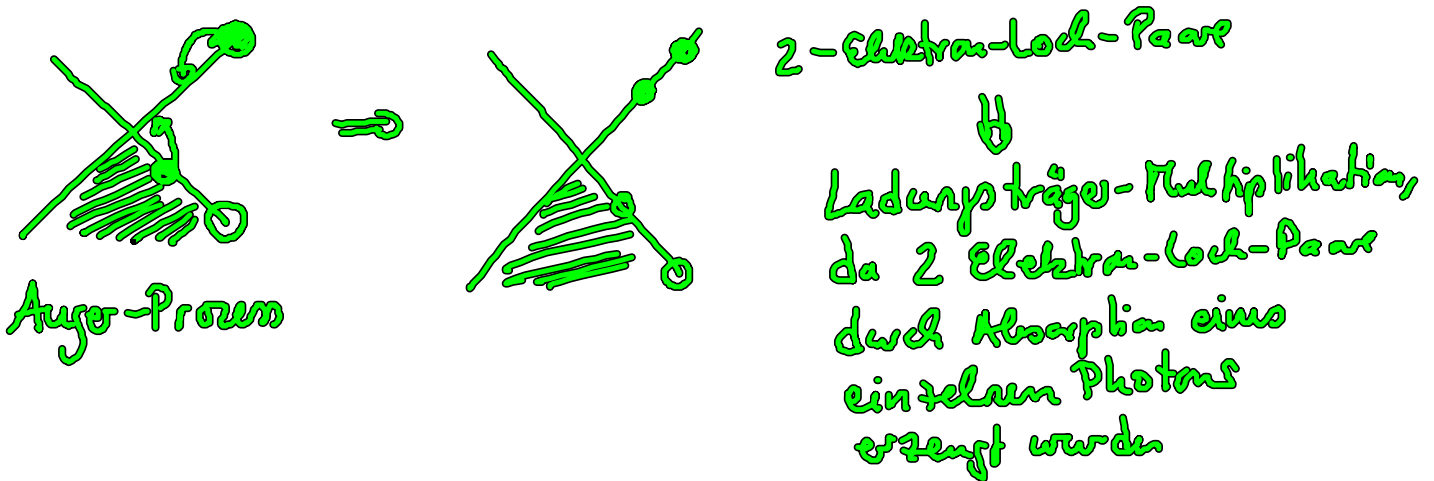 2-Elektron-Loch-Paare
Ladungsträger-Multiplikation,
da 2 Elektron-Loch-Paare
durch Absorption eines
einzelnen Photons
erzeugt wurden
Auger-Prozess